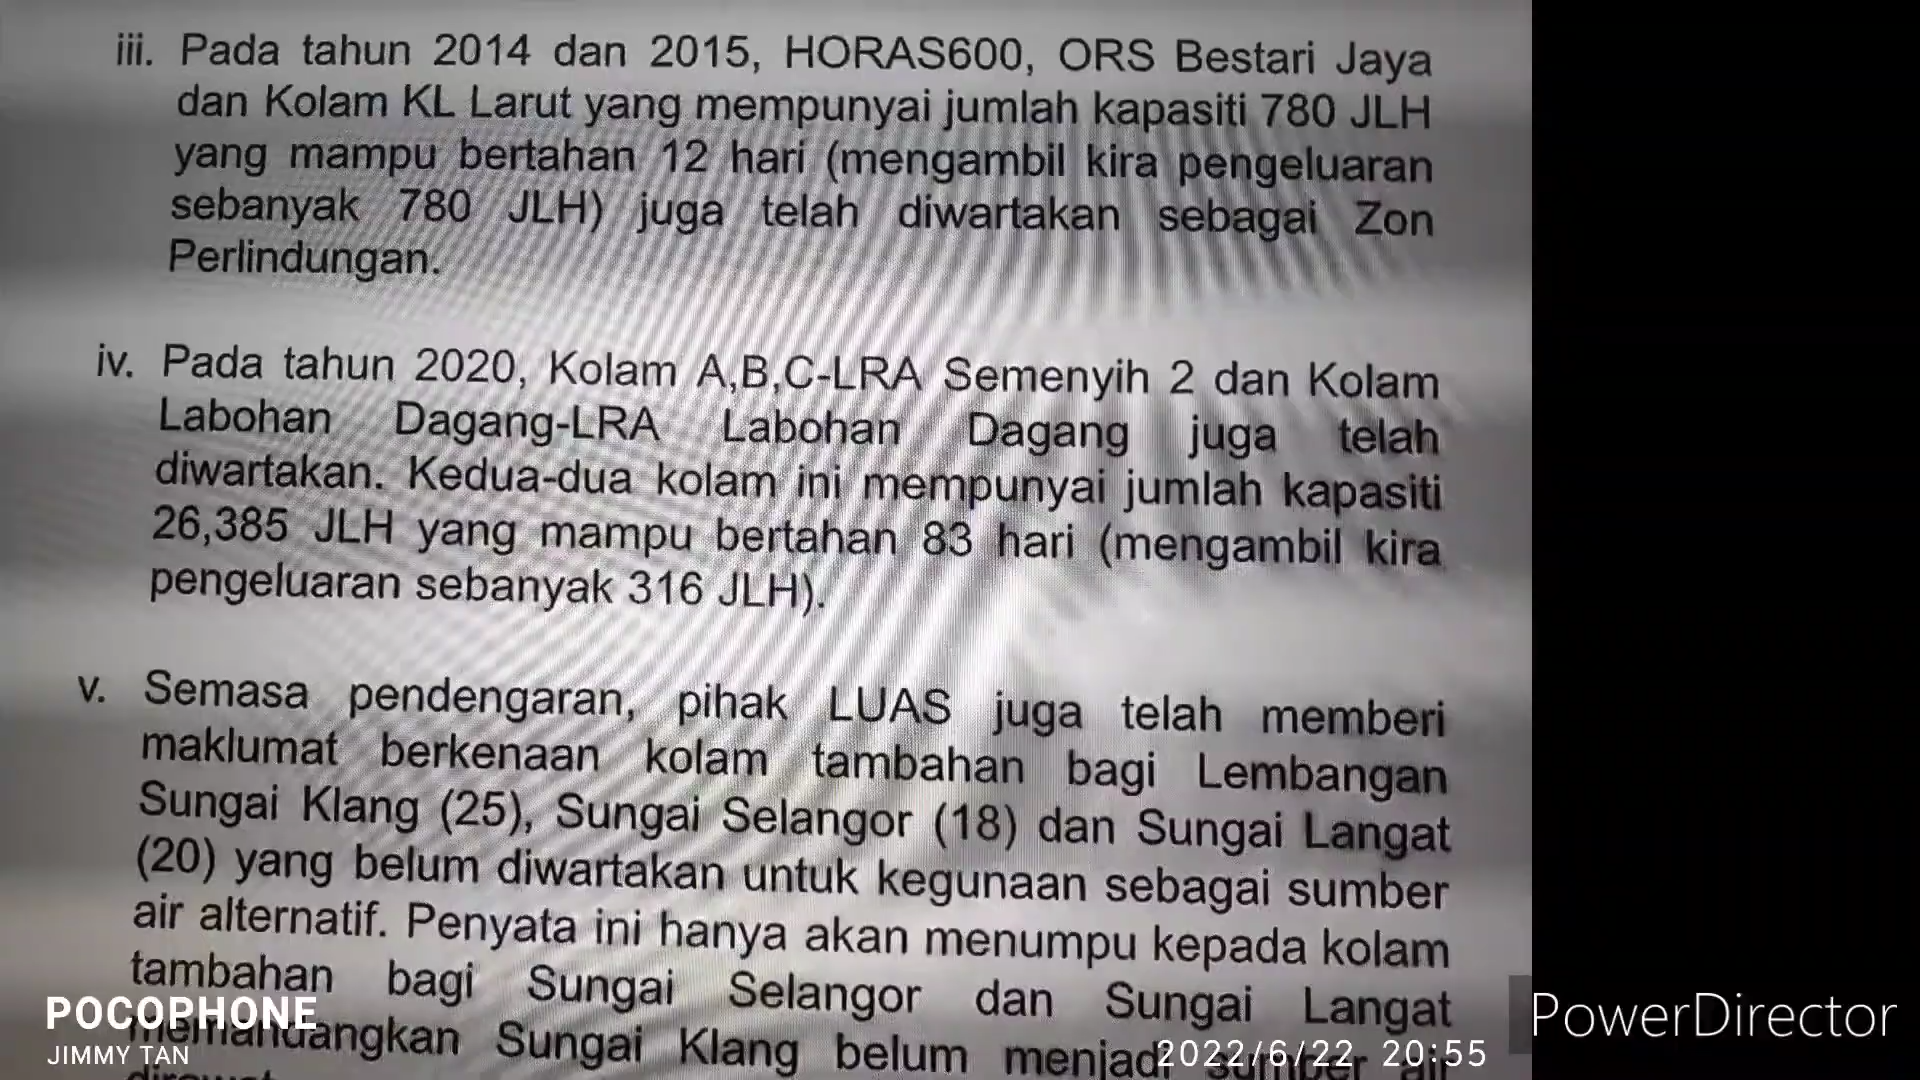 iii. Pada tahun 2014 dan 2015, HORAS600, ORS Bestari Jaya
dan Kolam KL Larut yang mempunyai jumlah kapasiti 780 JLH
yang mampu bertahan 12 hari (mengambil kira pengeluaran
sebanyak 780 JLH) juga telah diwartakan sebagai Zon
Perlindungan.
iv. Pada tahun 2020, Kolam A,B,C-LRA Semenyih 2 dan Kolam
Labohan Dagang-LRA Labohan Dagang juga telah
diwartakan. Kedua-dua kolam ini mempunyai jumlah kapasiti
26,385 JLH yang mampu bertahan 83 hari (mengambil kira
pengeluaran sebanyak 316 JLH).
v. Semasa pendengaran, pihak LUAS juga telah memberi
maklumat berkenaan kolam tambahan bagi Lembangan
Sungai Klang (25), Sungai Selangor (18) dan Sungai Langat
(20) yang belum diwartakan untuk kegunaan sebagai sumber
air alternatif. Penyata ini hanya akan menumpu kepada kolam
tambahan bagi Sungai Selangor dan Sungai Langat
memandangkan Sungai Klang belum menjadi sumber air
POCOPHONE
JIMMY TAN
2022/6/22 20:55
PowerDirector